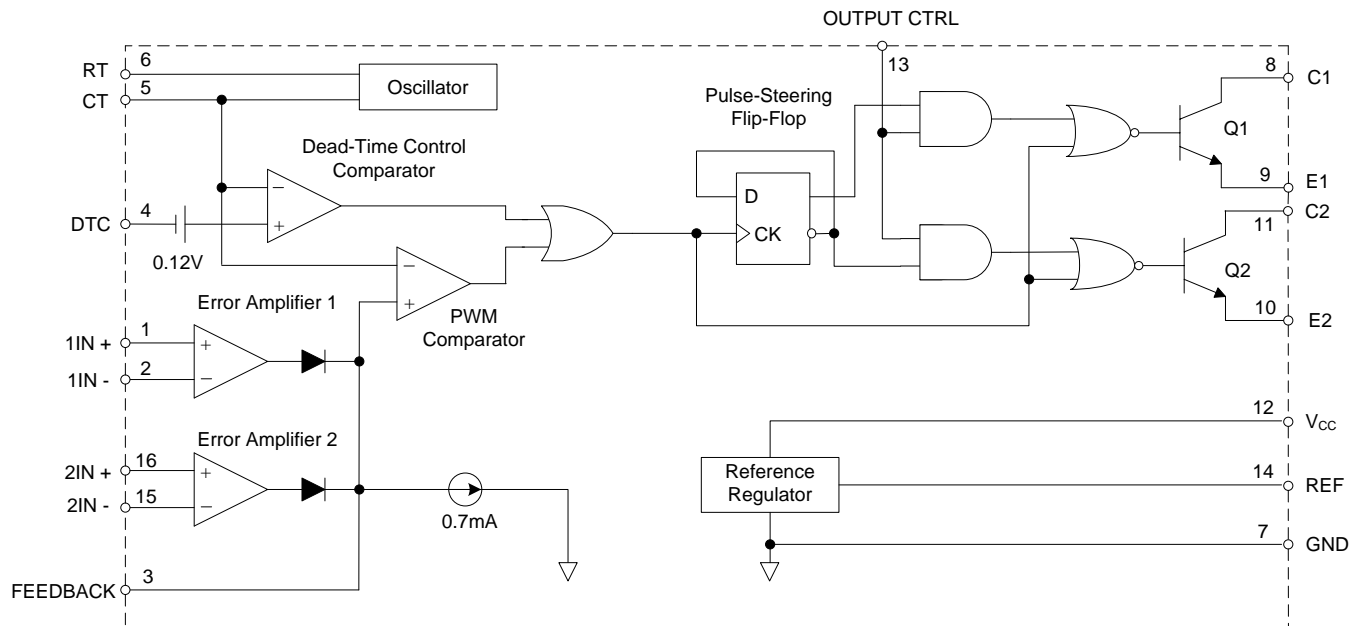 OUTPUT CTRL
RT
6
Oscillator
CT
5
13
8
C1
Pulse-Steering
Flip-Flop
Q1
Dead-Time Control
Comparator
9
E1
D
CK
DTC
4
0.12V
−
+
C2
11
Q2
10
E2
Error Amplifier 1
−
+
PWM
Comparator
1IN +
1
+
1IN -
2
−
12
VCC
Error Amplifier 2
2IN +
16
+
2IN -
15
−
0.7mA
Reference
Regulator
14
REF
7
GND
FEEDBACK
3